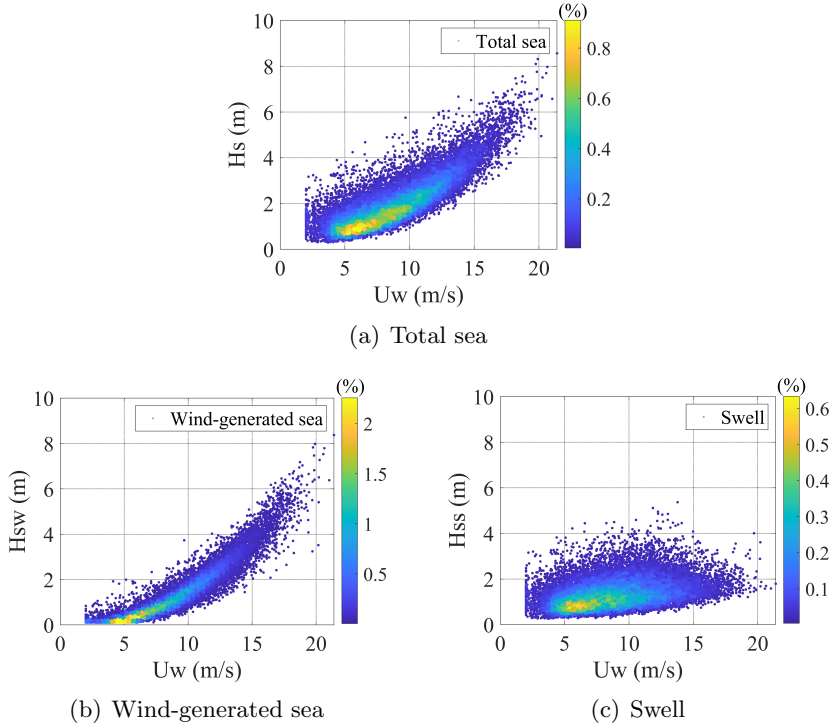 (%)
10
8
6
4
2
0
Hs (m)
Total sea
0.8
0.6
0.4
0.2
0 5 10 15 20
Uw (m/s)
(a) Total sea
(%)
10
8
6
4
2
0
Hsw (m)
Wind-generated sea
2
1.5
1
0.5
0 5 10 15 20
Uw (m/s)
(b) Wind-generated sea
(%)
10
8
6
4
2
0
Hss (m)
Swell
0.6
0.5
0.4
0.3
0.2
0.1
0 5 10 15 20
Uw (m/s)
(c) Swell